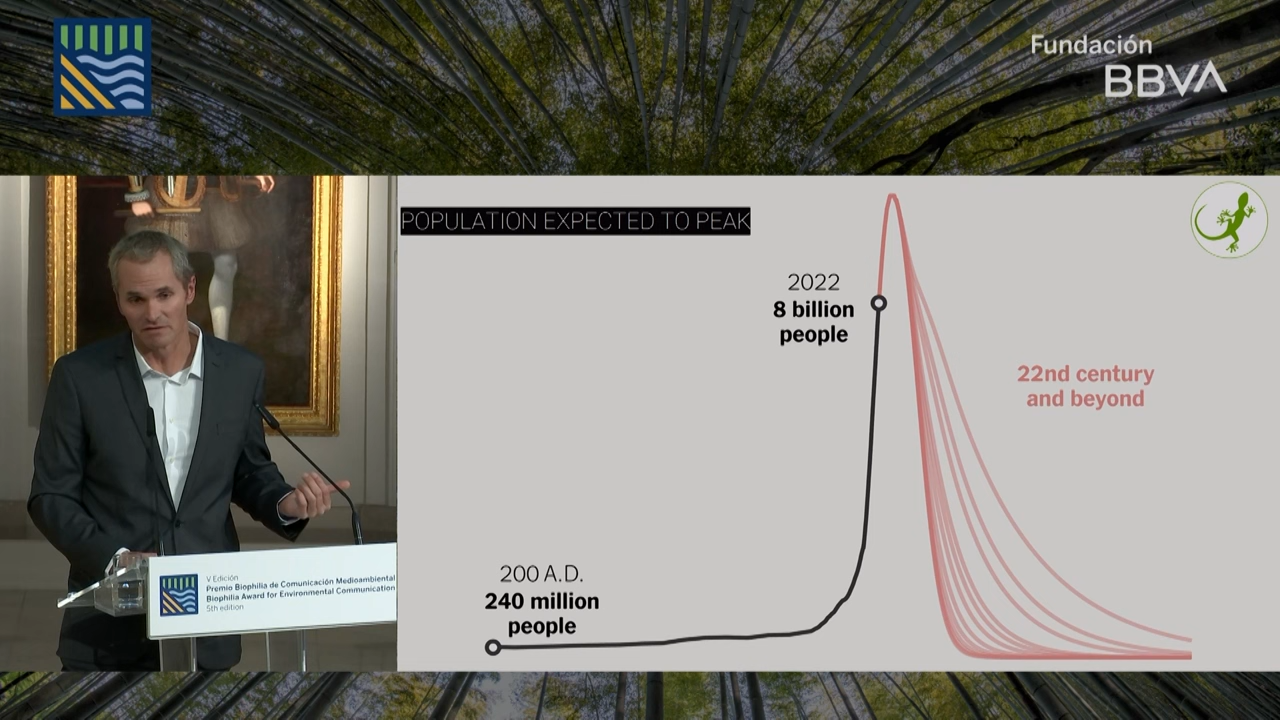 Fundación
BBVA
POPULATION EXPECTED TO PEAK
2022
8 billion
people
22nd century
and beyond
200 A.D.
240 million
people
V Edición
Premio Biophilia de Comunicación Medioambiental
Biophilia Award for Environmental Communication
5th edition